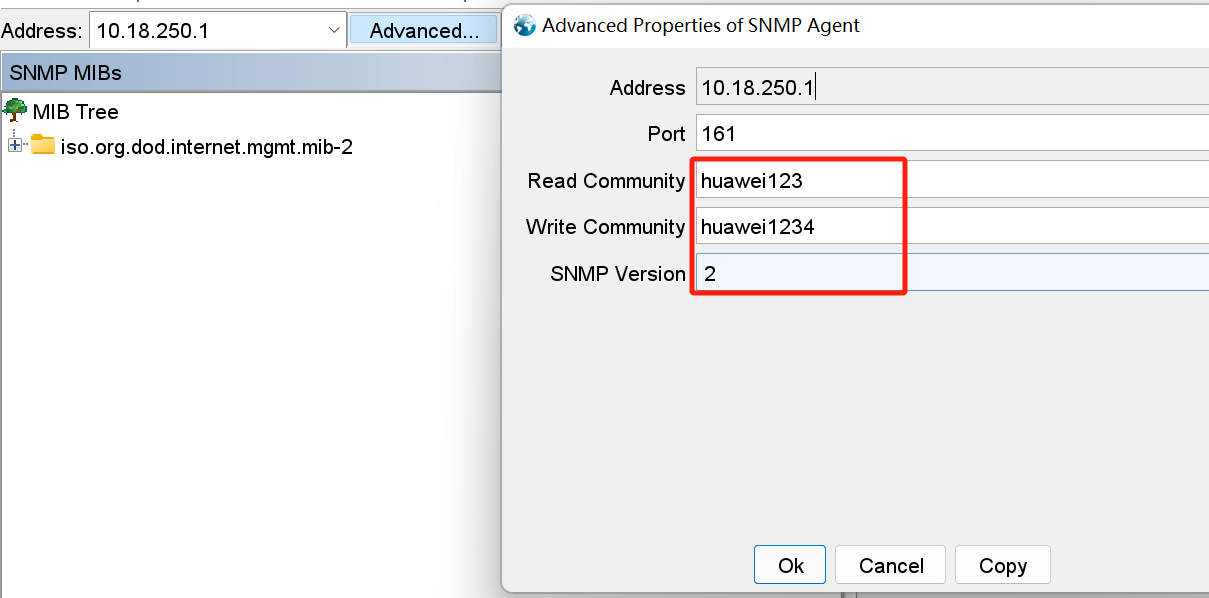 Address: 10.18.250.1 Advanced...
SNMP MIBs
MIB Tree
iso.org.dod.internet.mgmt.mib-2
Advanced Properties of SNMP Agent
Address 10.18.250.1
Port 161
Read Community huawei123
Write Community huawei1234
SNMP Version 2
Ok Cancel Copy